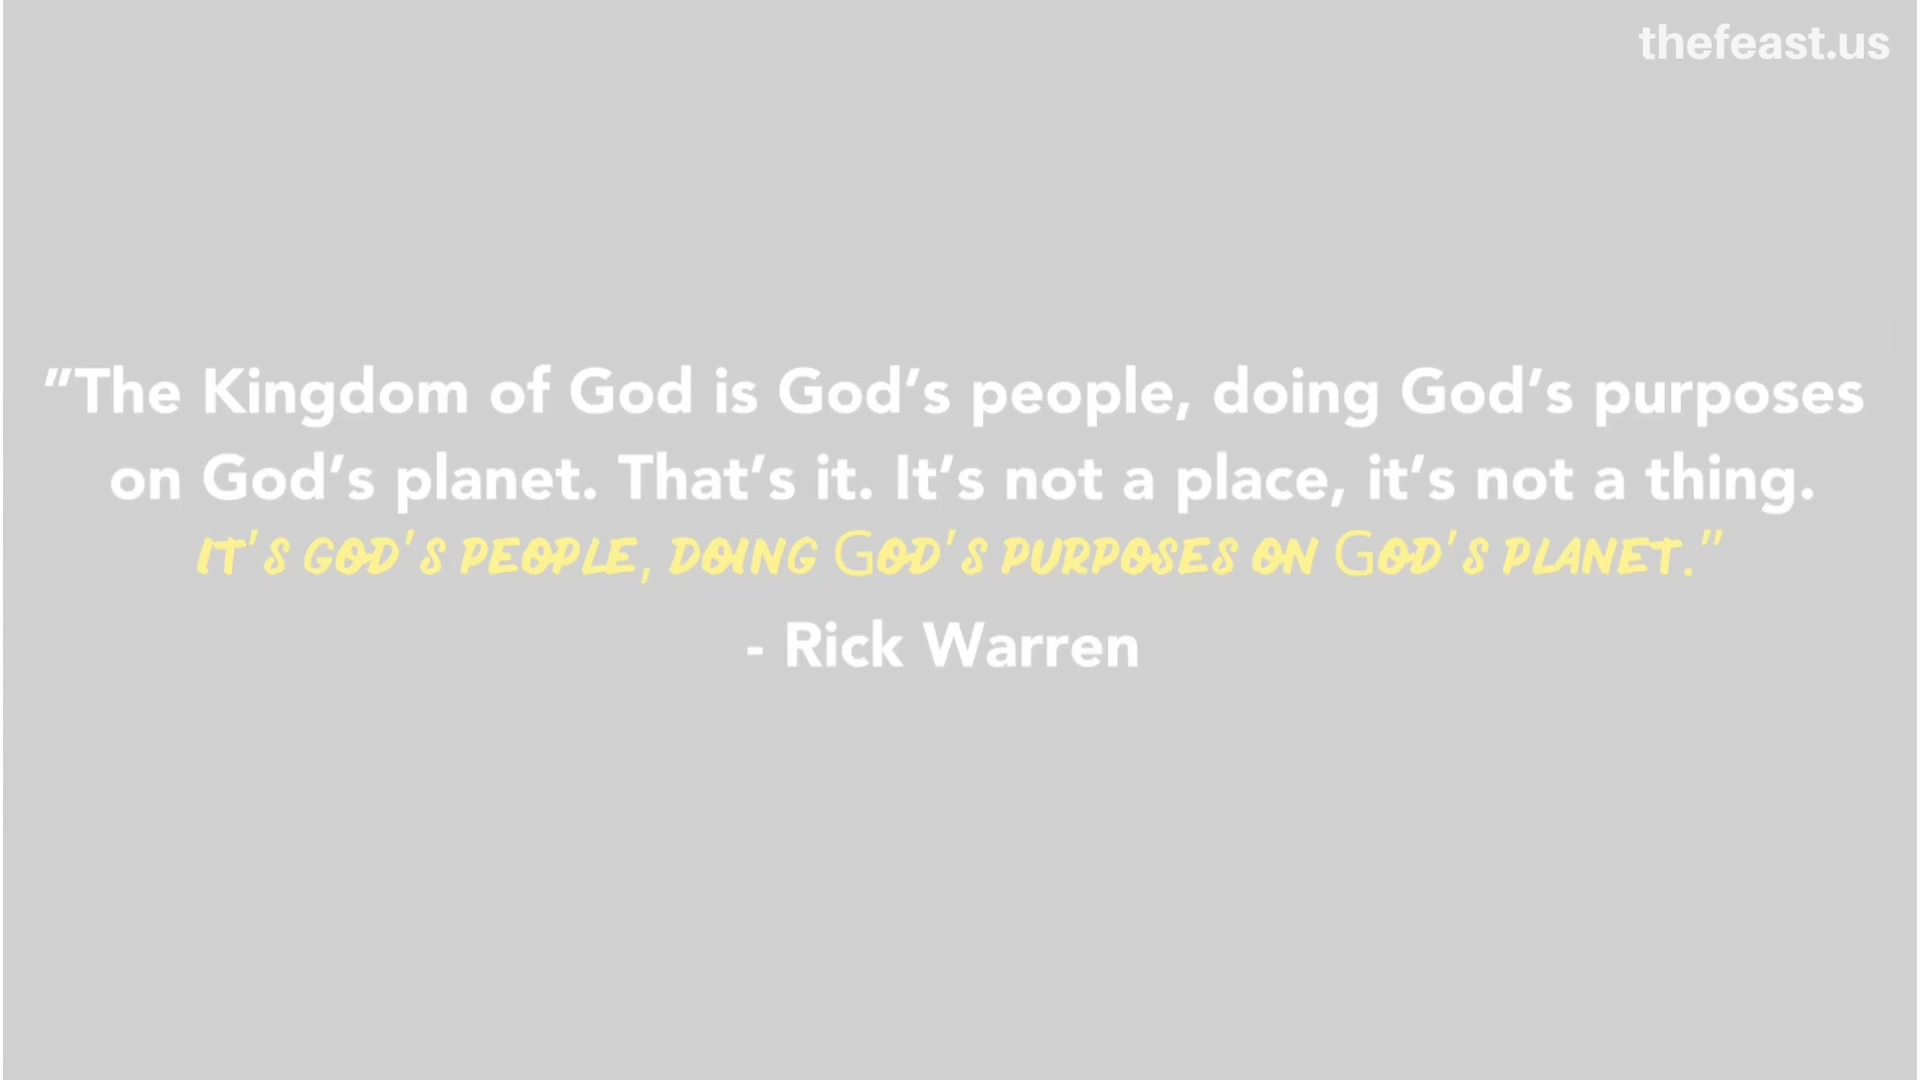 thefeast.us
"The Kingdom of God is God's people, doing God's purposes
on God's planet. That's it. It's not a place, it's not a thing.
IT'S GOD'S PEOPLE, DOING GOD'S PURPOSES ON GOD'S PLANET."
- Rick Warren